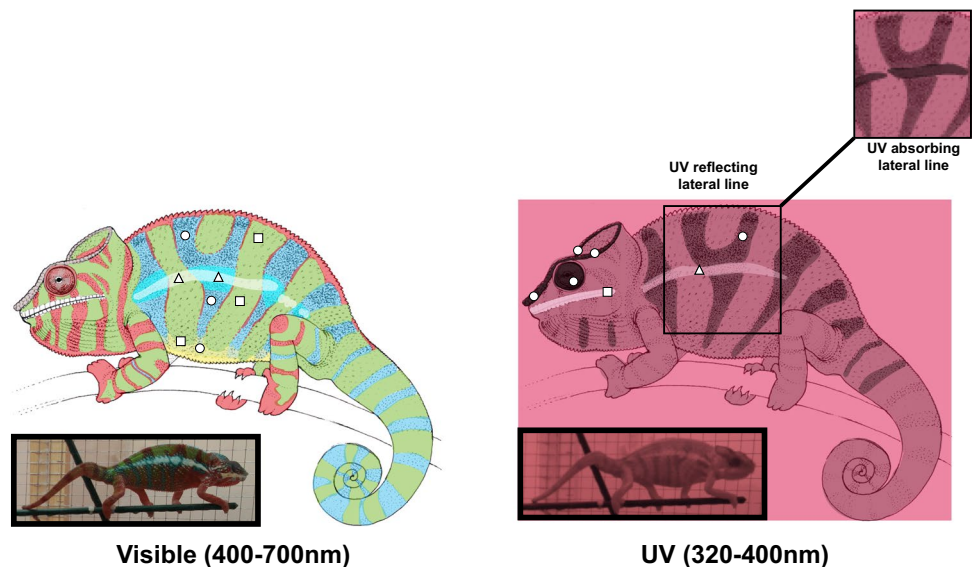 UV absorbing
lateral line
UV reflecting
lateral line
Visible (400-700nm)
UV (320-400nm)